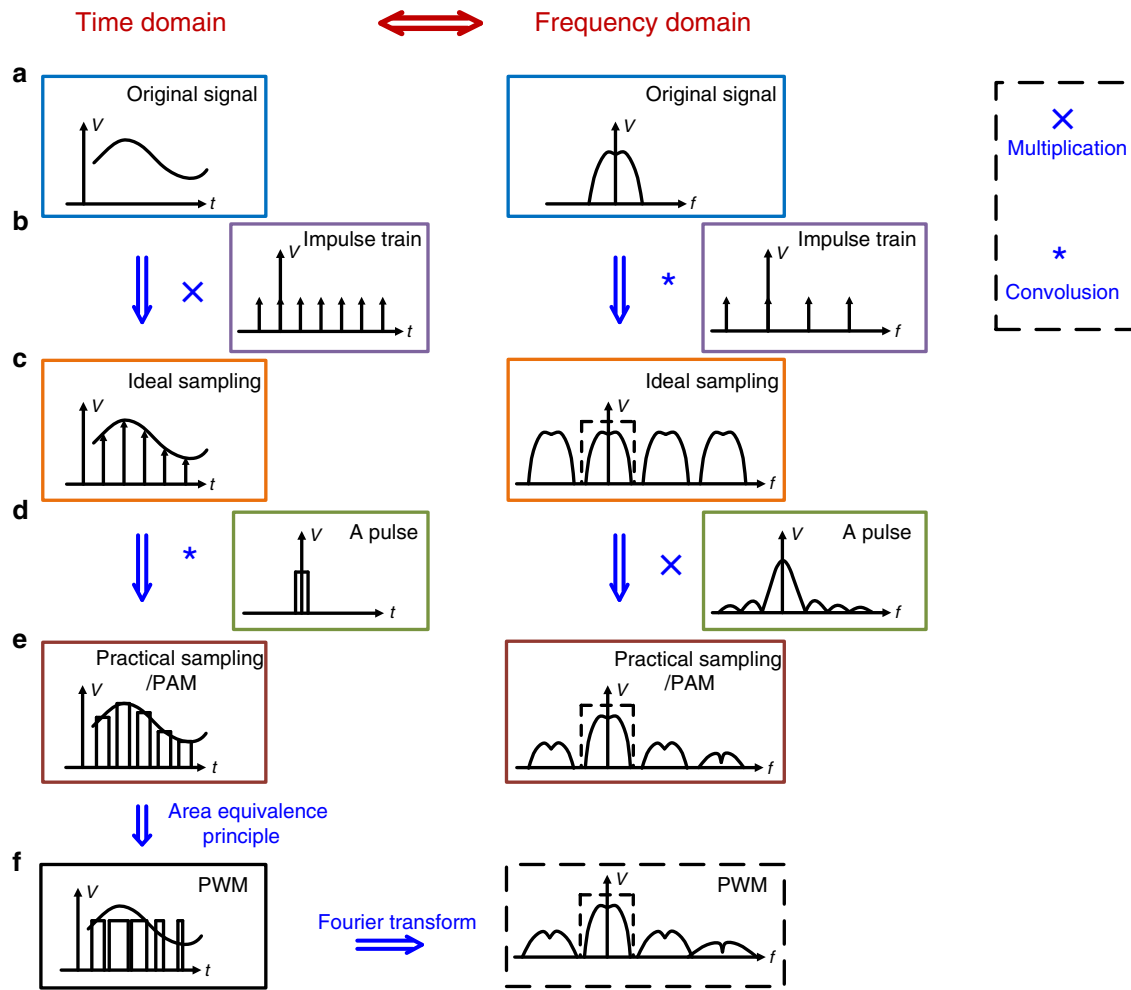 Time domain
Frequency domain
a
Original signal
V
t
Original signal
V
f
×
Multiplication
*
Convolusion
b
Impulse train
V
t
×
Impulse train
V
f
*
c
Ideal sampling
V
t
Ideal sampling
V
f
d
A pulse
V
t
*
A pulse
V
f
×
e
Practical sampling
/PAM
V
t
Practical sampling
/PAM
V
f
Area equivalence
principle
f
PWM
V
t
Fourier transform
PWM
V
f